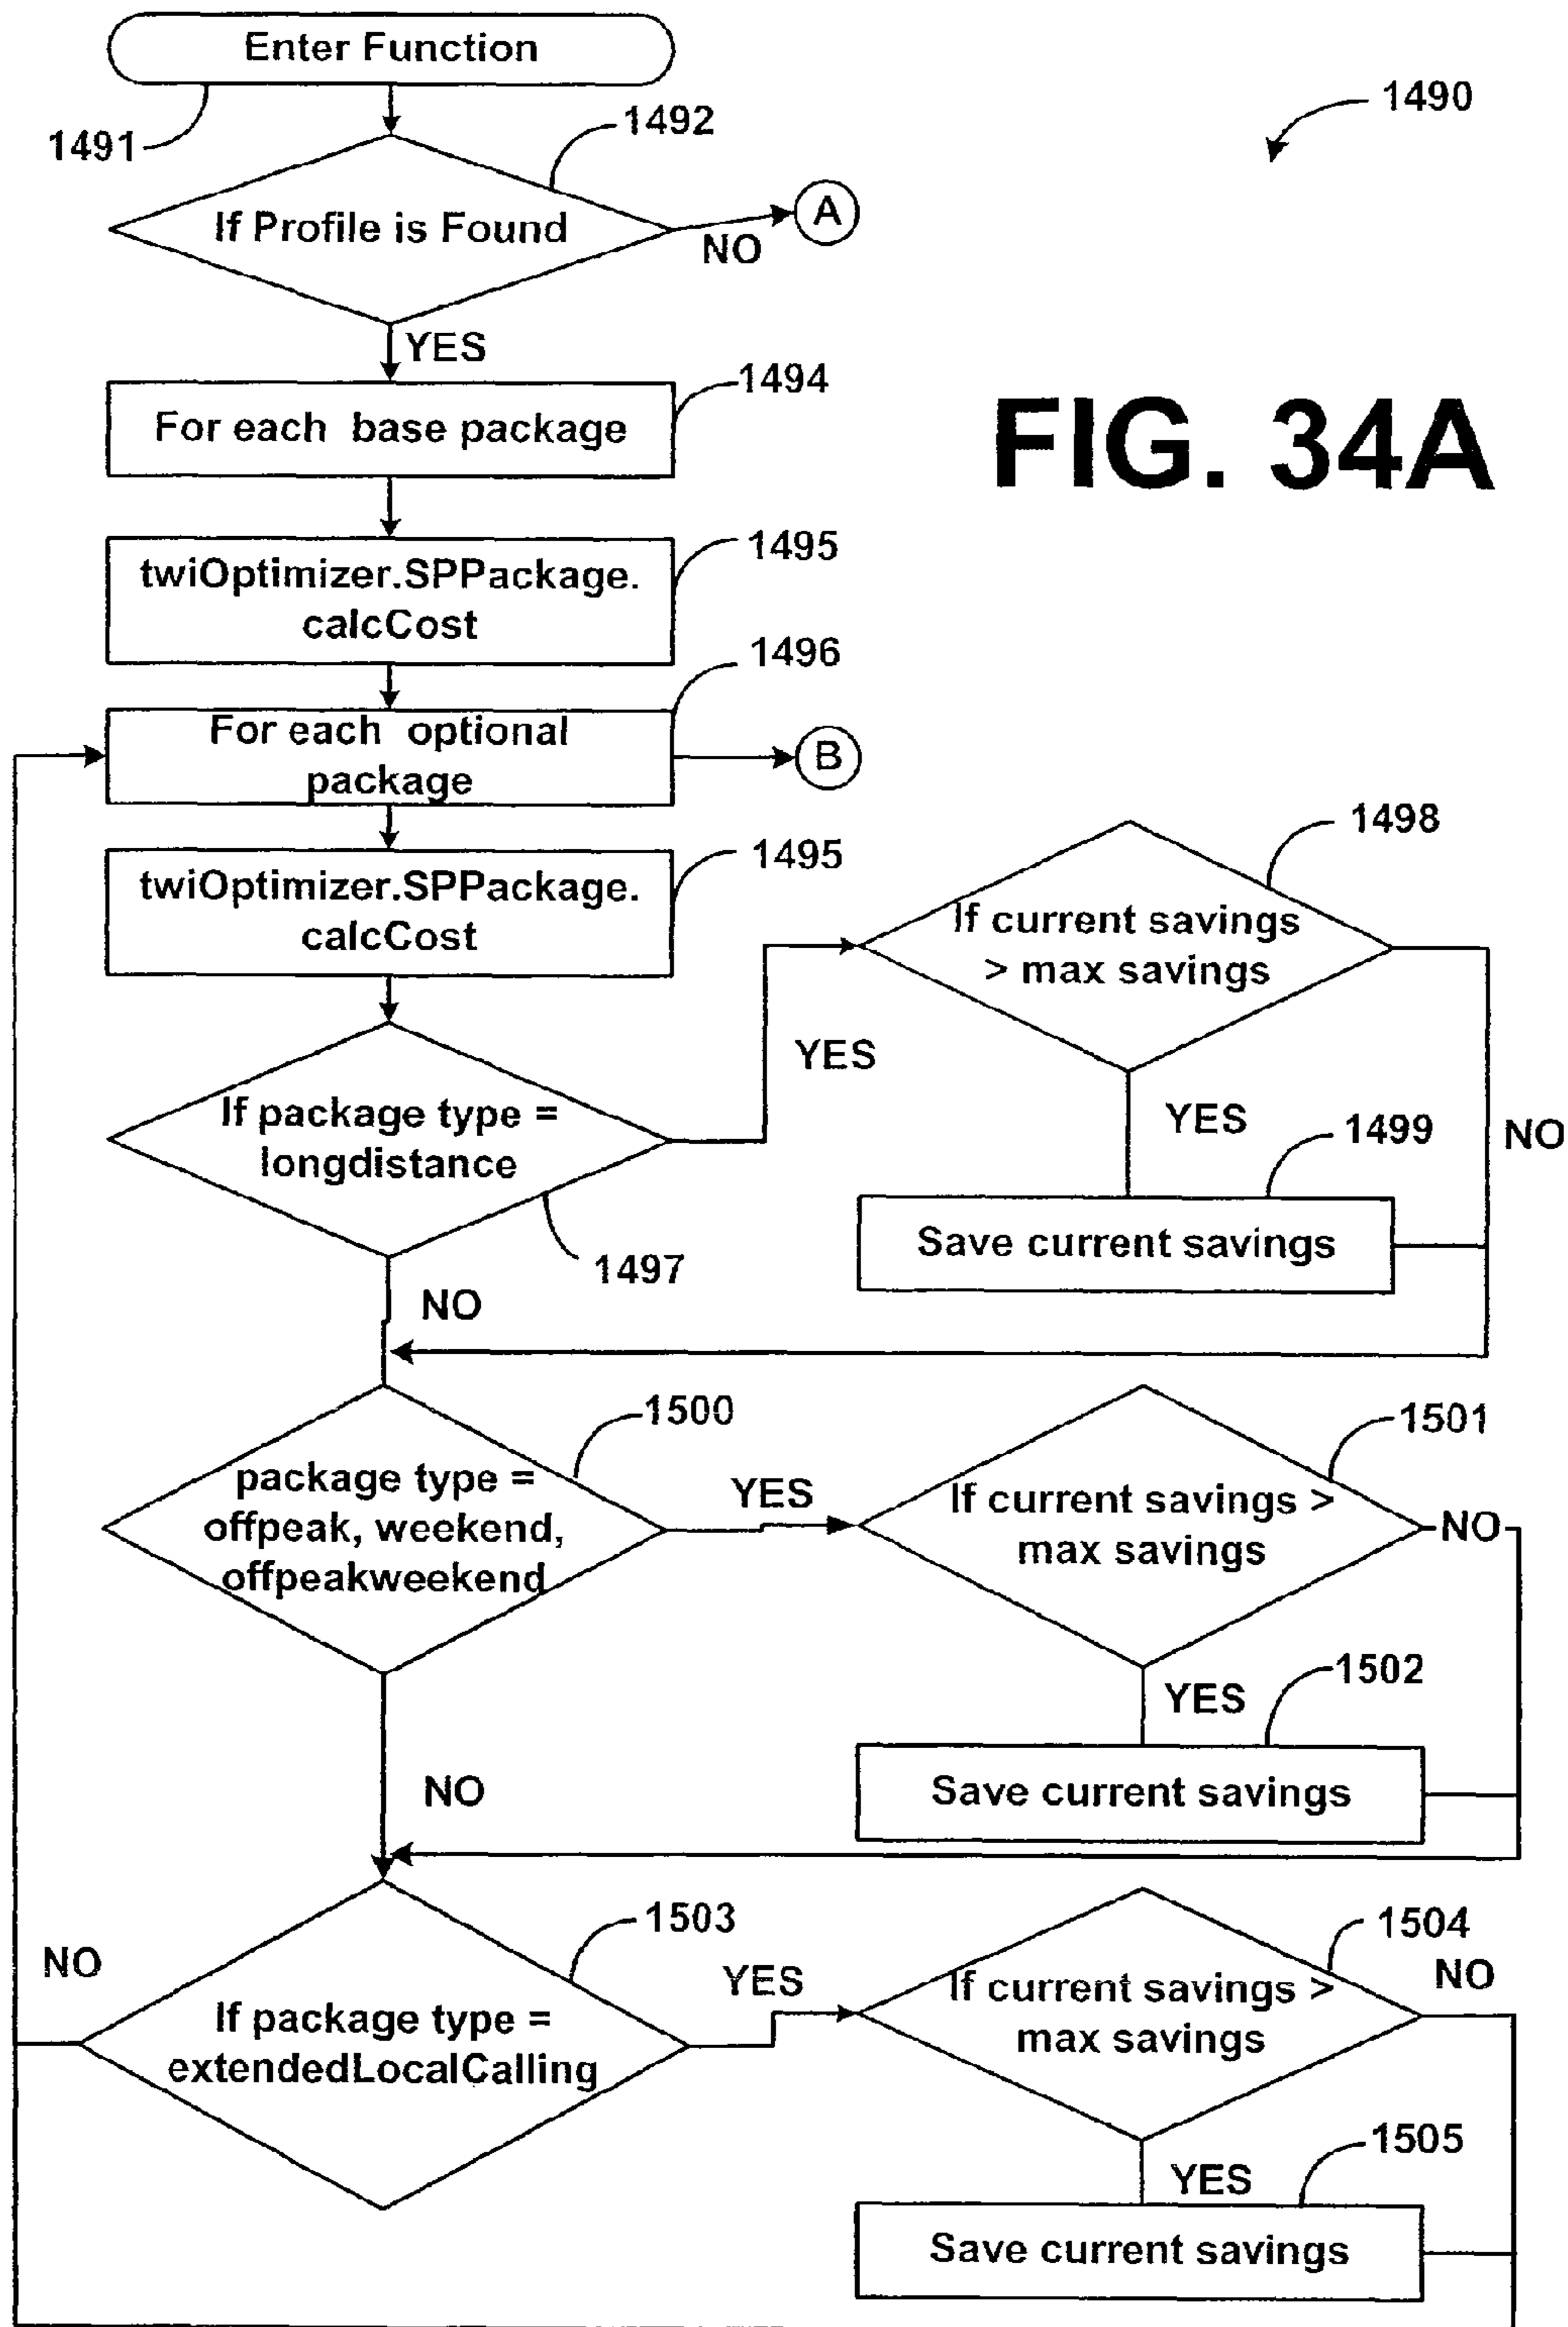 Enter Function
1490
1491
1492
If Profile is Found
A
NO
YES
1494
For each base package
FIG. 34A
1495
twiOptimizer.SPPackage.
calcCost
1496
For each optional
package
B
1495
twiOptimizer.SPPackage.
calcCost
1498
If current savings
> max savings
YES
If package type =
longdistance
YES
1499
NO
Save current savings
1497
NO
1500
1501
package type =
offpeak, weekend,
offpeakweekend
YES
If current savings >
max savings
NO
1502
YES
Save current savings
NO
1503
1504
NO
YES
If current savings >
max savings
NO
If package type =
extendedLocalCalling
1505
YES
Save current savings